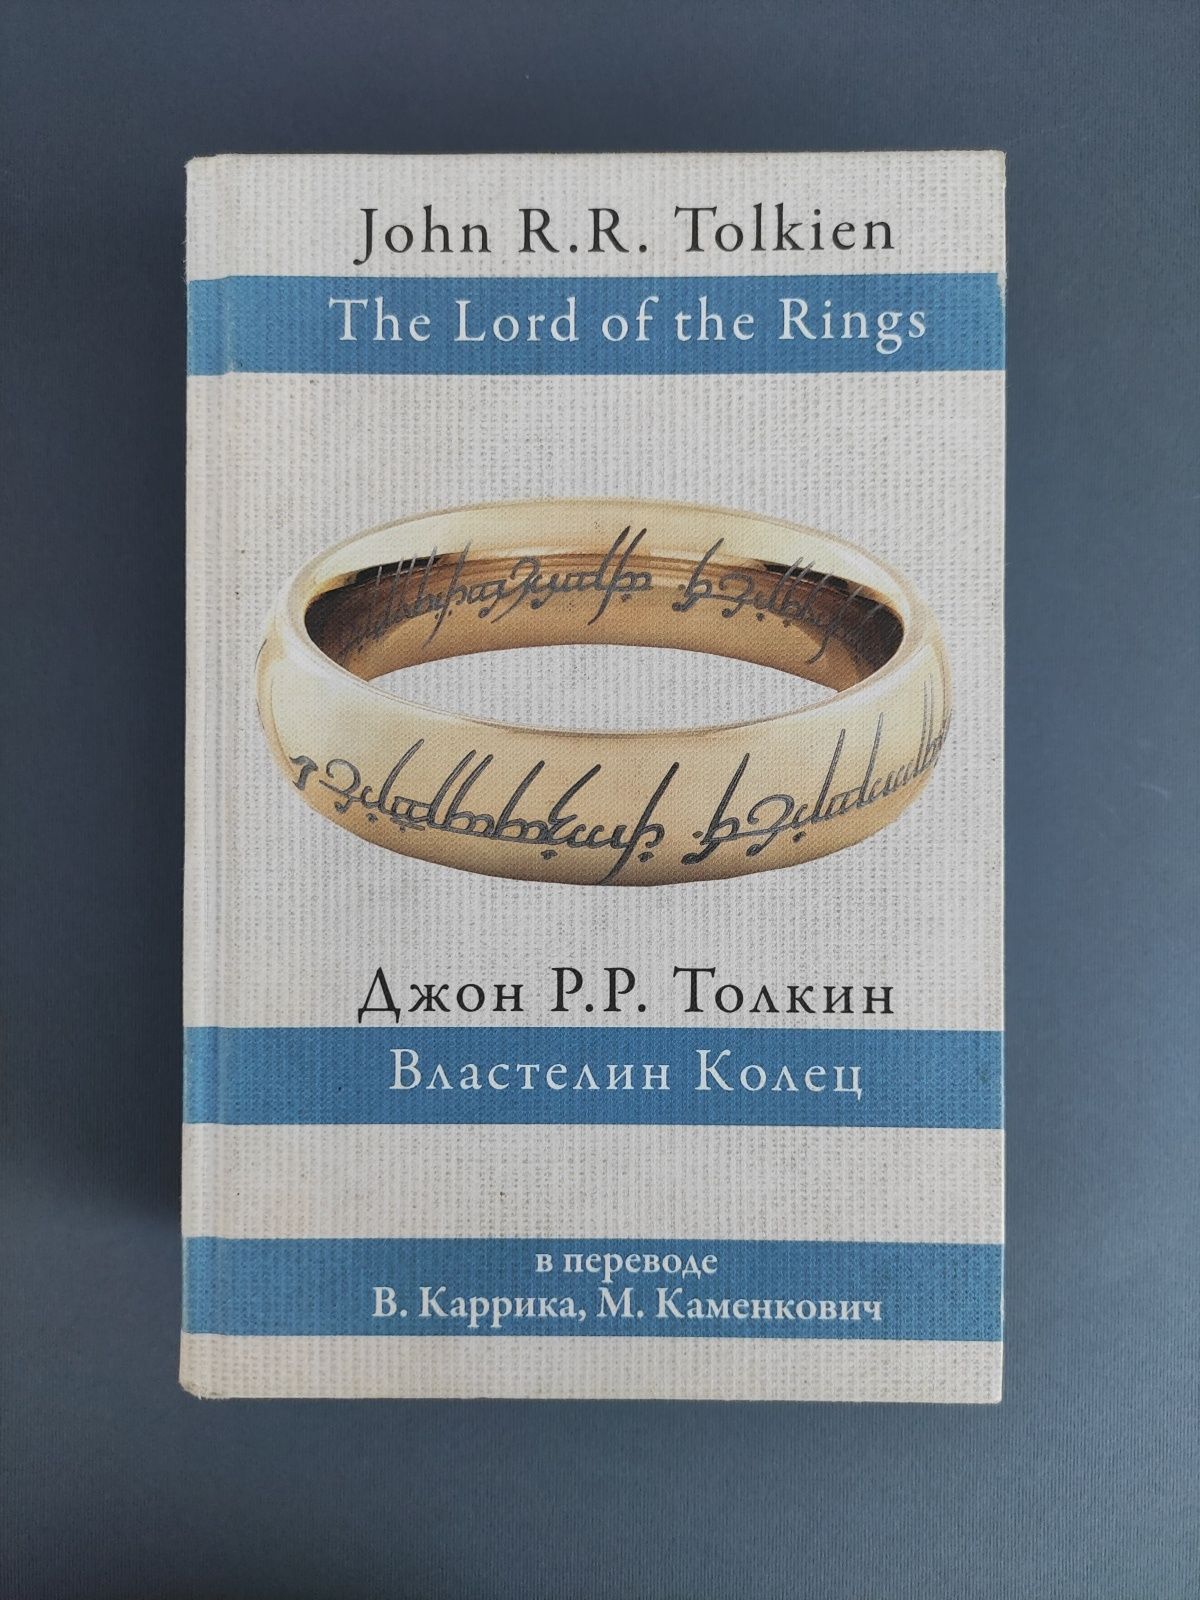 John R.R. Tolkien
The Lord of the Rings
Джон Р.Р. Толкин
Властелин Колец
в переводе
В. Каррика, М. Каменкович